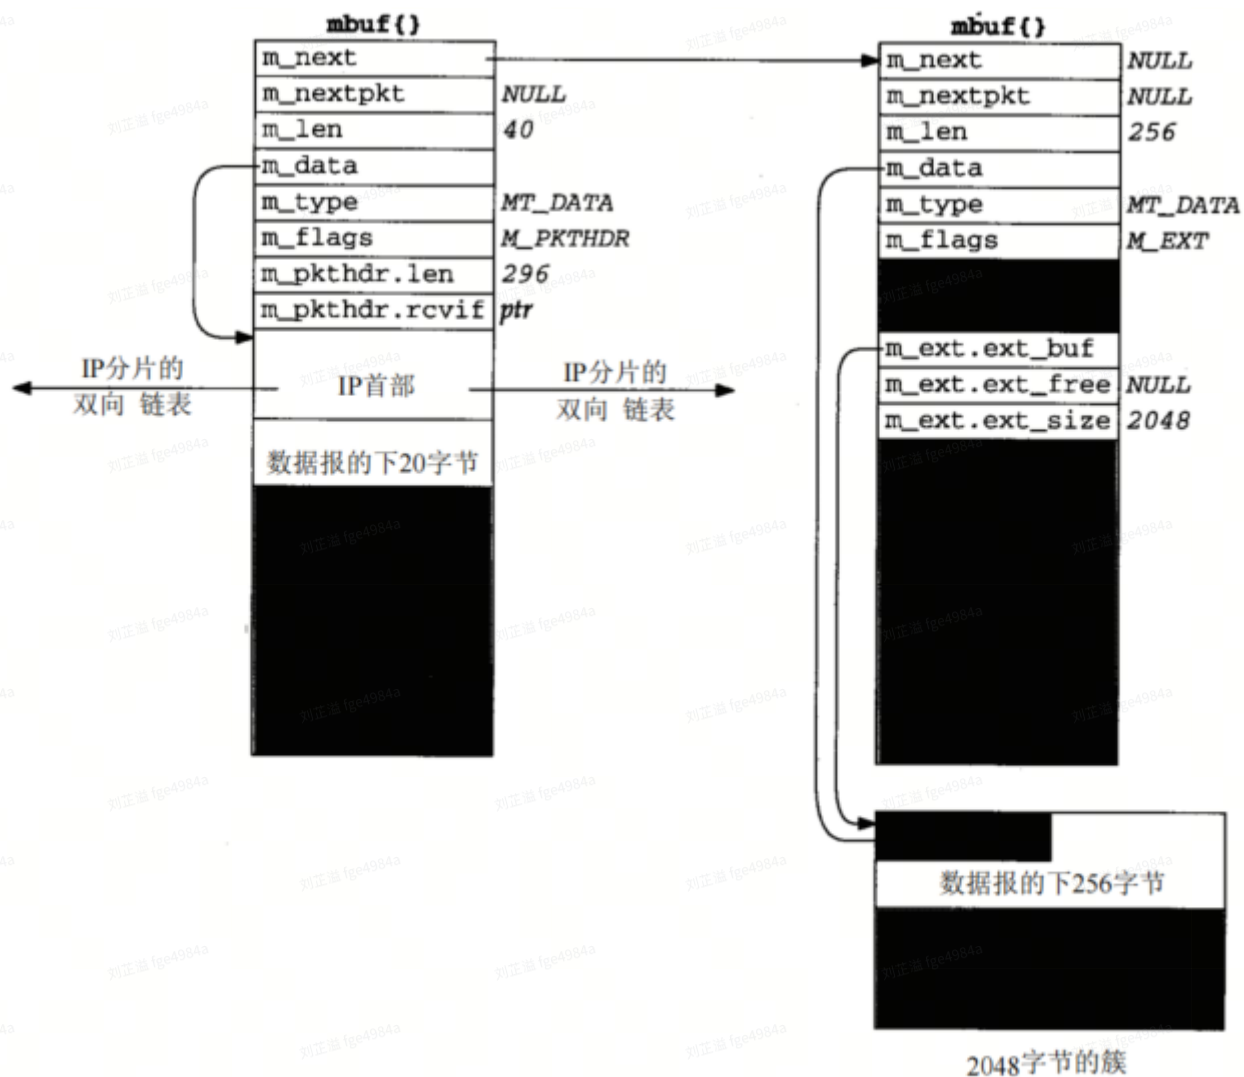 mbuf{}
m_next
m_nextpkt NULL
m_len 40
m_data
m_type MT_DATA
m_flags M_PKTHDR
m_pkthdr.len 296
m_pkthdr.rcvif ptr
IP分片的
双向 链表
IP首部
IP分片的
双向 链表
数据报的下20字节
mbuf{}
m_next NULL
m_nextpkt NULL
m_len 256
m_data
m_type MT_DATA
m_flags M_EXT
m_ext.ext_buf
m_ext.ext_free NULL
m_ext.ext_size 2048
数据报的下256字节
2048字节的簇
刘芷溢 fge4984a